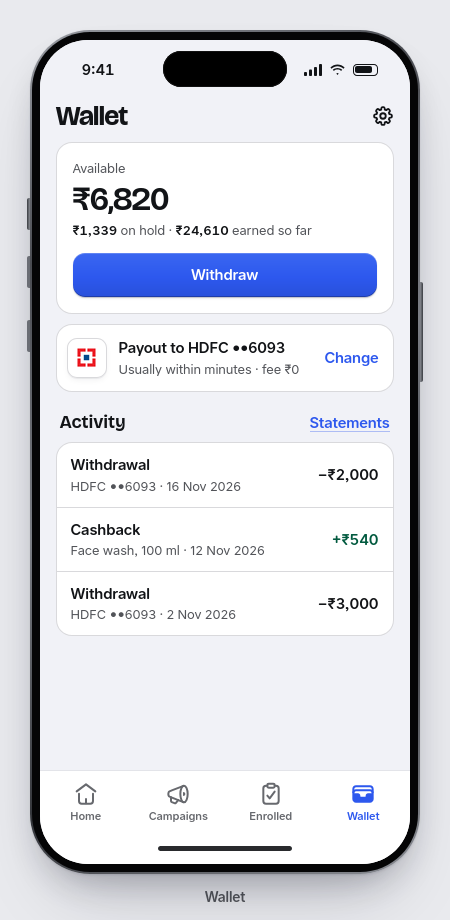 9:41
Wallet
Available
₹6,820
₹1,339 on hold · ₹24,610 earned so far
Withdraw
Payout to HDFC ••6093
Usually within minutes · fee ₹0
Change
Activity
Statements
Withdrawal
HDFC ••6093 · 16 Nov 2026
−₹2,000
Cashback
Face wash, 100 ml · 12 Nov 2026
+₹540
Withdrawal
HDFC ••6093 · 2 Nov 2026
−₹3,000
Home
Campaigns
Enrolled
Wallet
Wallet